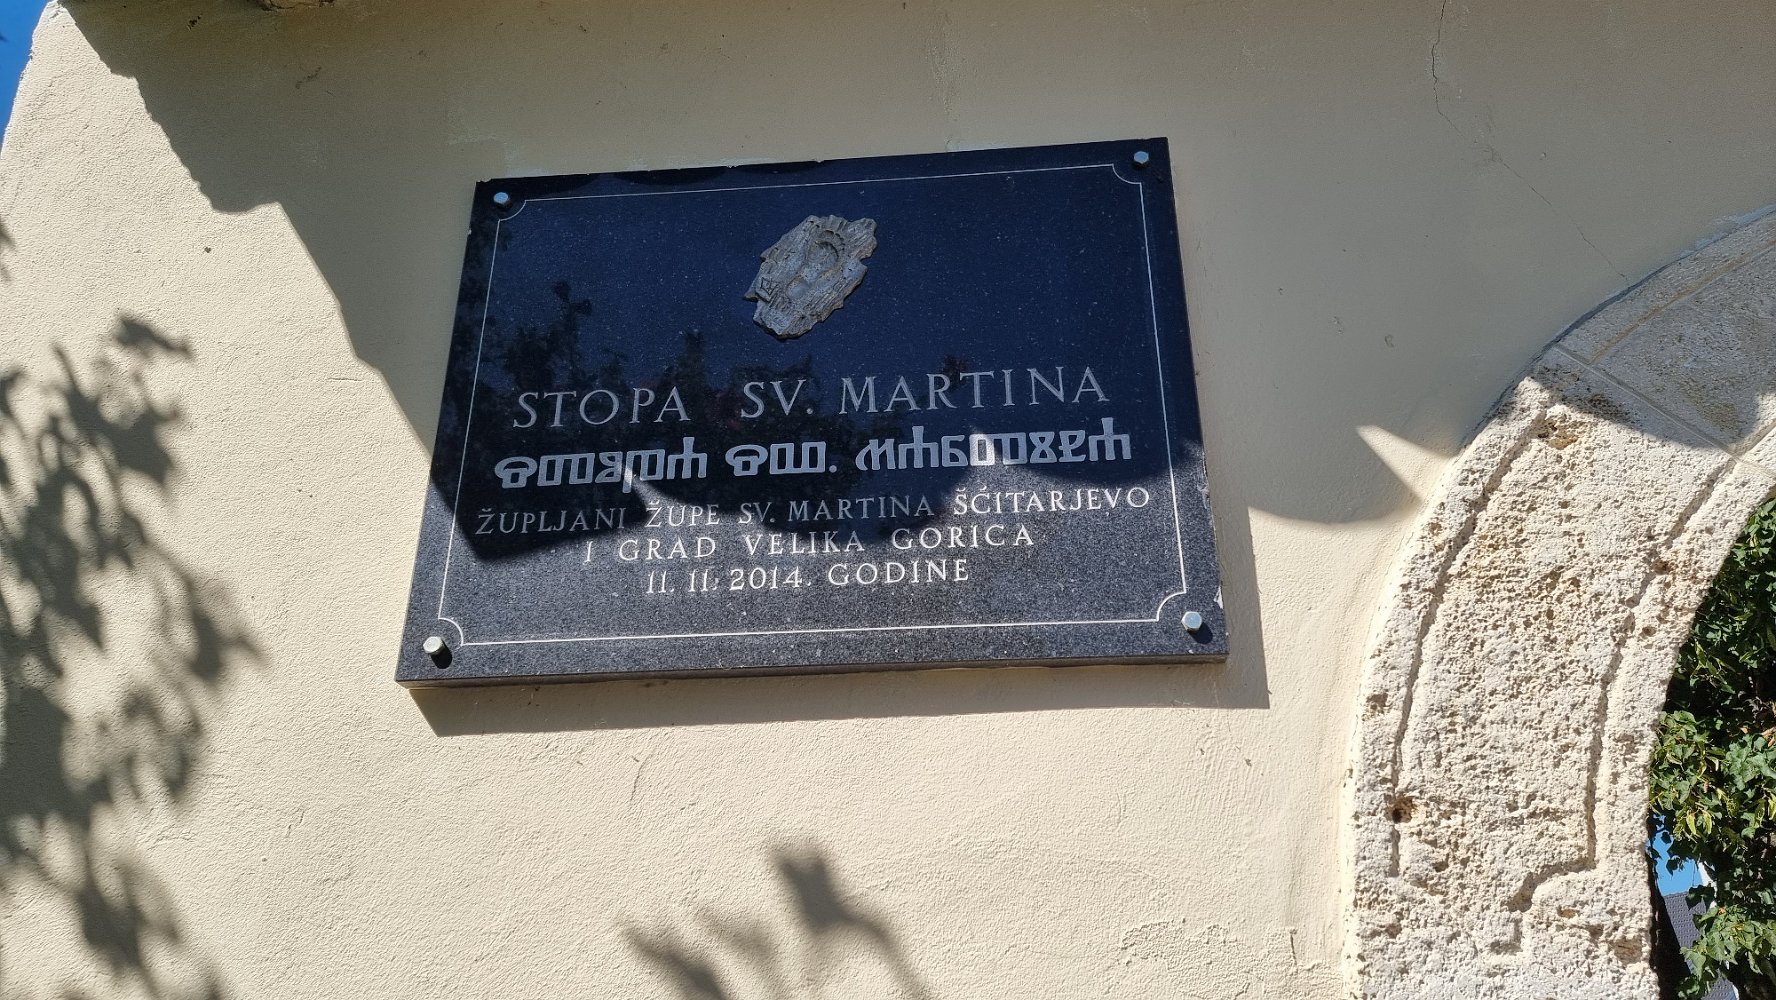 STOPA SV. MARTINA
ⰔⰕⰑⰒⰀ ⰔⰂ. ⰏⰀⰓⰕⰉⰐⰀ
ŽUPLJANI ŽUPE SV. MARTINA ŠĆITARJEVO
I GRAD VELIKA GORICA
11. 11. 2014. GODINE